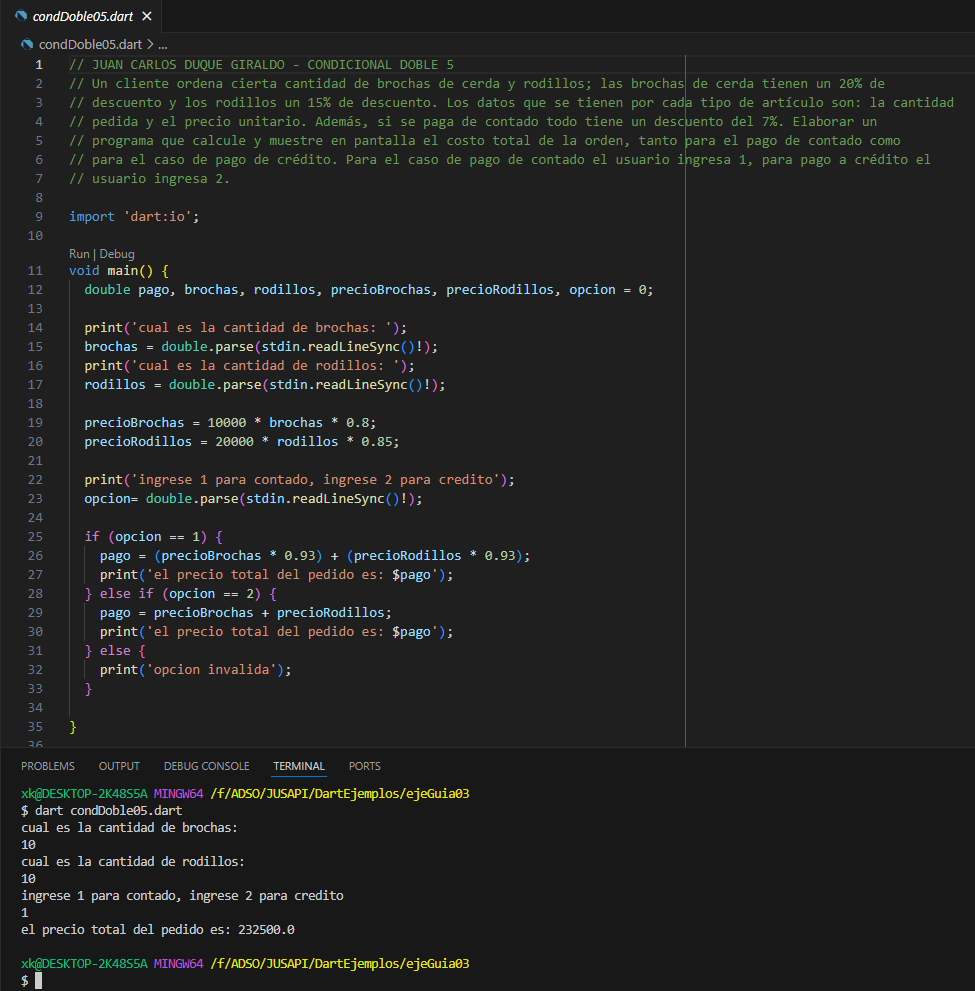 condDoble05.dart ×
condDoble05.dart > ...
1 // JUAN CARLOS DUQUE GIRALDO - CONDICIONAL DOBLE 5
2 // Un cliente ordena cierta cantidad de brochas de cerda y rodillos; las brochas de cerda tienen un 20% de
3 // descuento y los rodillos un 15% de descuento. Los datos que se tienen por cada tipo de artículo son: la cantidad
4 // pedida y el precio unitario. Además, si se paga de contado todo tiene un descuento del 7%. Elaborar un
5 // programa que calcule y muestre en pantalla el costo total de la orden, tanto para el pago de contado como
6 // para el caso de pago de crédito. Para el caso de pago de contado el usuario ingresa 1, para pago a crédito el
7 // usuario ingresa 2.
8
9 import 'dart:io';
10
Run | Debug
11 void main() {
12   double pago, brochas, rodillos, precioBrochas, precioRodillos, opcion = 0;
13
14   print('cual es la cantidad de brochas: ');
15   brochas = double.parse(stdin.readLineSync()!);
16   print('cual es la cantidad de rodillos: ');
17   rodillos = double.parse(stdin.readLineSync()!);
18
19   precioBrochas = 10000 * brochas * 0.8;
20   precioRodillos = 20000 * rodillos * 0.85;
21
22   print('ingrese 1 para contado, ingrese 2 para credito');
23   opcion= double.parse(stdin.readLineSync()!);
24
25   if (opcion == 1) {
26     pago = (precioBrochas * 0.93) + (precioRodillos * 0.93);
27     print('el precio total del pedido es: $pago');
28   } else if (opcion == 2) {
29     pago = precioBrochas + precioRodillos;
30     print('el precio total del pedido es: $pago');
31   } else {
32     print('opcion invalida');
33   }
34
35 }
36
PROBLEMS OUTPUT DEBUG CONSOLE TERMINAL PORTS
xk@DESKTOP-2K48S5A MINGW64 /f/ADSO/JUSAPI/DartEjemplos/ejeGuia03
$ dart condDoble05.dart
cual es la cantidad de brochas:
10
cual es la cantidad de rodillos:
10
ingrese 1 para contado, ingrese 2 para credito
1
el precio total del pedido es: 232500.0
xk@DESKTOP-2K48S5A MINGW64 /f/ADSO/JUSAPI/DartEjemplos/ejeGuia03
$